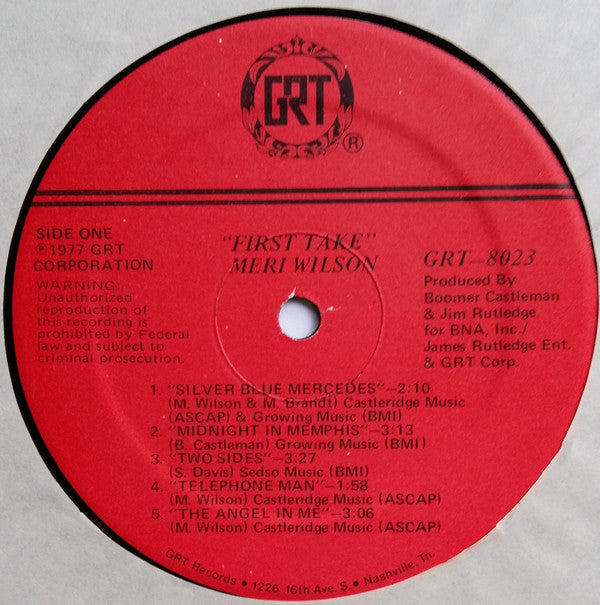 GRT
®
SIDE ONE
℗1977 GRT
CORPORATION
WARNING:
Unauthorized
reproduction of
this recording is
prohibited by Federal
law and subject to
criminal prosecution.
"FIRST TAKE"
MERI WILSON
GRT—8023
Produced By
Boomer Castleman
& Jim Rutledge
for BNA, Inc./
James Rutledge Ent.
& GRT Corp.
1. "SILVER BLUE MERCEDES"—2:10
(M. Wilson & M. Brandt) Castleridge Music
(ASCAP) & Growing Music (BMI)
2. "MIDNIGHT IN MEMPHIS"—3:13
(B. Castleman) Growing Music (BMI)
3. "TWO SIDES"—3:27
(S. Davis) Sedso Music (BMI)
4. "TELEPHONE MAN"—1:58
(M. Wilson) Castleridge Music (ASCAP)
5. "THE ANGEL IN ME"—3:06
(M. Wilson) Castleridge Music (ASCAP)
GRT Records • 1226 16th Ave. S. • Nashville, Tn.